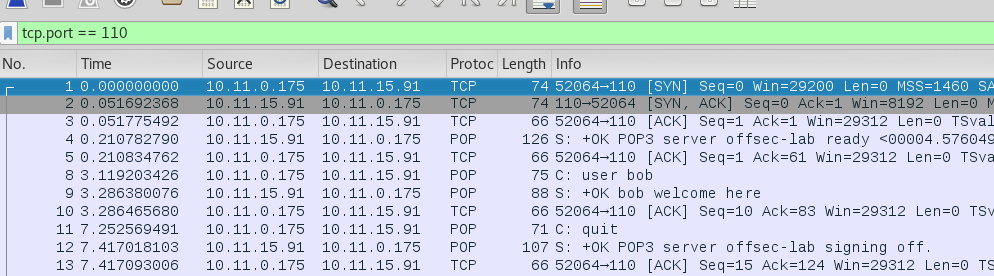 tcp.port == 110
No. Time Source Destination Protoc Length Info
1 0.000000000 10.11.0.175 10.11.15.91 TCP 74 52064→110 [SYN] Seq=0 Win=29200 Len=0 MSS=1460 SA
2 0.051692368 10.11.15.91 10.11.0.175 TCP 74 110→52064 [SYN, ACK] Seq=0 Ack=1 Win=8192 Len=0 M
3 0.051775492 10.11.0.175 10.11.15.91 TCP 66 52064→110 [ACK] Seq=1 Ack=1 Win=29312 Len=0 TSval
4 0.210782790 10.11.15.91 10.11.0.175 POP 126 S: +OK POP3 server offsec-lab ready <00004.576049
5 0.210834762 10.11.0.175 10.11.15.91 TCP 66 52064→110 [ACK] Seq=1 Ack=61 Win=29312 Len=0 TSva
8 3.119203426 10.11.0.175 10.11.15.91 POP 75 C: user bob
9 3.286380076 10.11.15.91 10.11.0.175 POP 88 S: +OK bob welcome here
10 3.286465680 10.11.0.175 10.11.15.91 TCP 66 52064→110 [ACK] Seq=10 Ack=83 Win=29312 Len=0 TSv
11 7.252569491 10.11.0.175 10.11.15.91 POP 71 C: quit
12 7.417018103 10.11.15.91 10.11.0.175 POP 107 S: +OK POP3 server offsec-lab signing off.
13 7.417093006 10.11.0.175 10.11.15.91 TCP 66 52064→110 [ACK] Seq=15 Ack=124 Win=29312 Len=0 TS